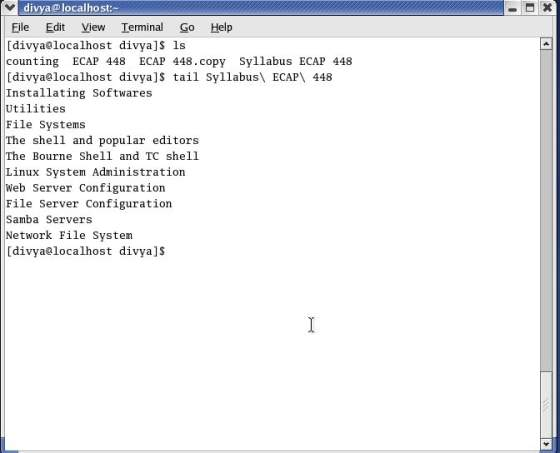 divya@localhost:~
File Edit View Terminal Go Help
[divya@localhost divya]$ ls
counting  ECAP 448  ECAP 448.copy  Syllabus ECAP 448
[divya@localhost divya]$ tail Syllabus\ ECAP\ 448
Installating Softwares
Utilities
File Systems
The shell and popular editors
The Bourne Shell and TC shell
Linux System Administration
Web Server Configuration
File Server Configuration
Samba Servers
Network File System
[divya@localhost divya]$